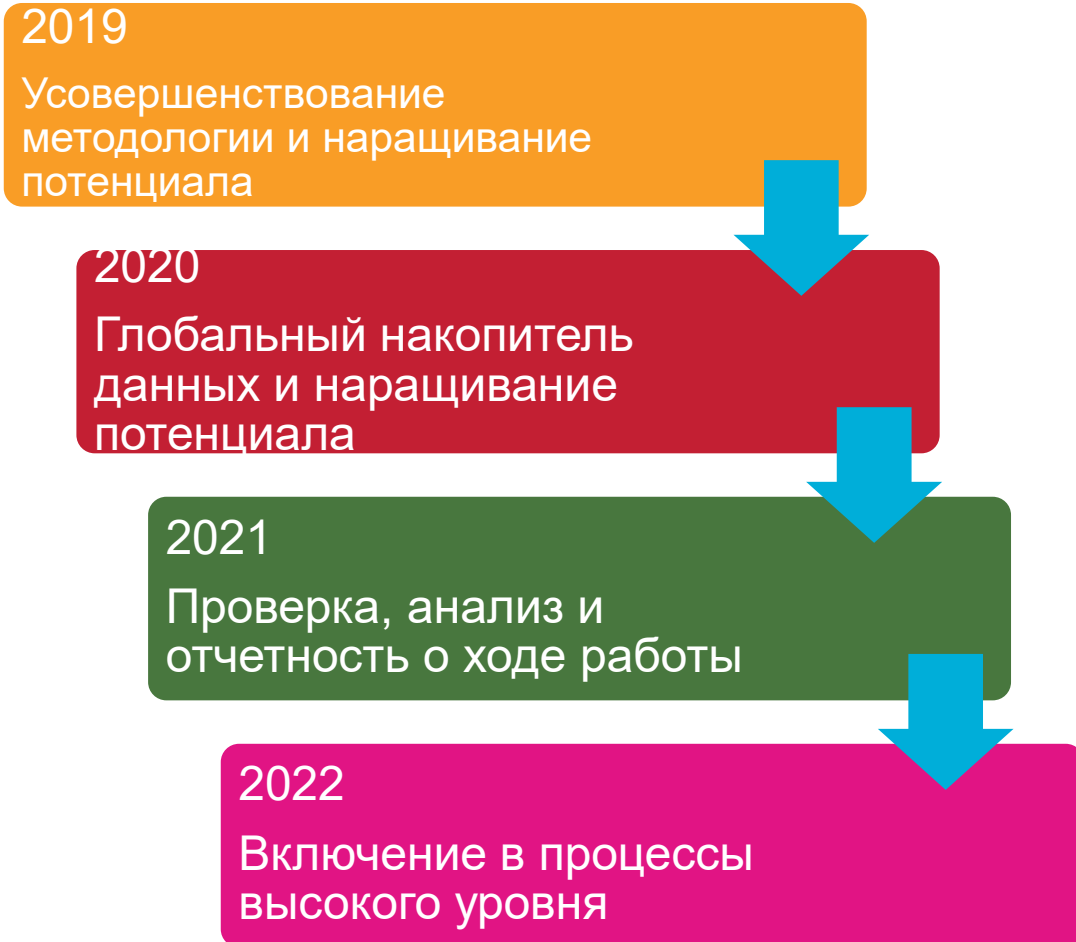 2019
Усовершенствование
методологии и наращивание
потенциала
2020
Глобальный накопитель
данных и наращивание
потенциала
2021
Проверка, анализ и
отчетность о ходе работы
2022
Включение в процессы
высокого уровня